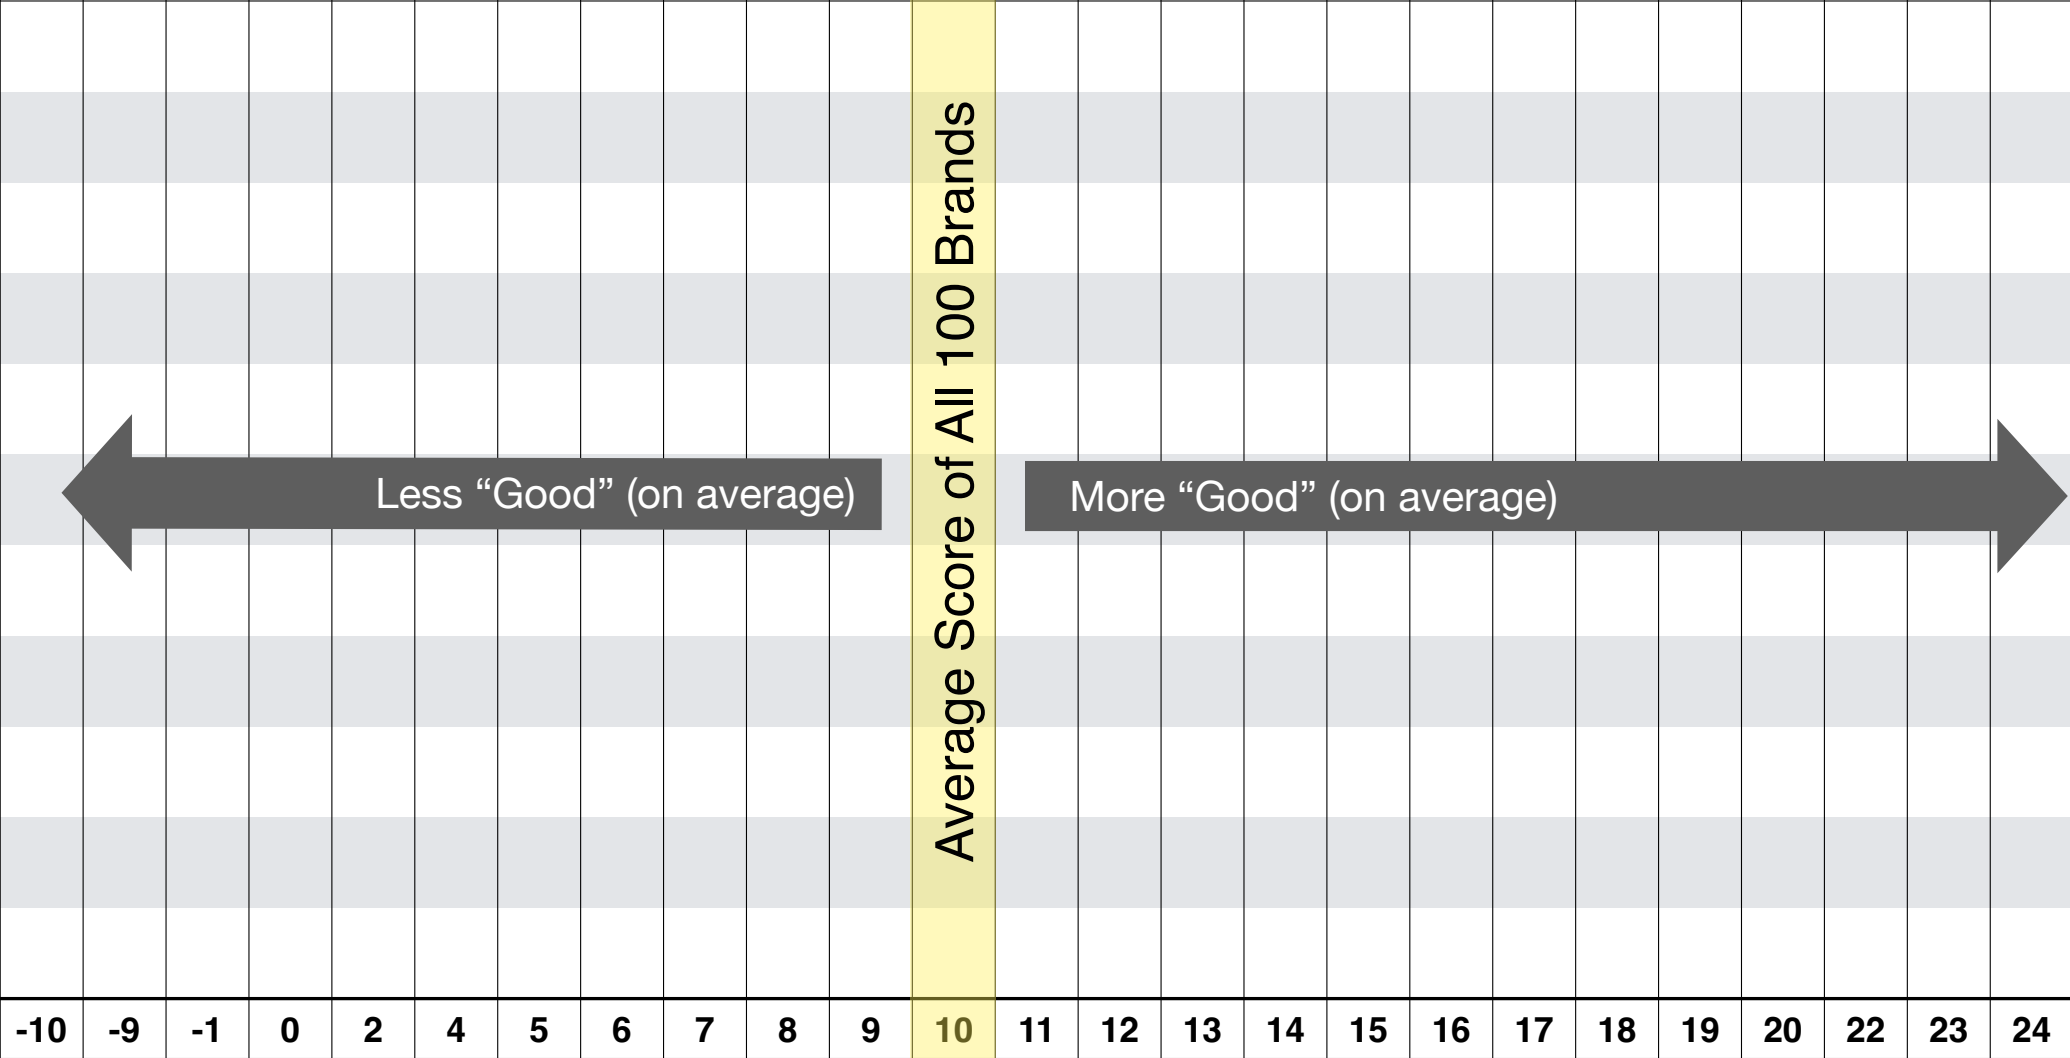 Average Score of All 100 Brands
Less “Good” (on average)
More “Good” (on average)
-10 -9 -1 0 2 4 5 6 7 8 9 10 11 12 13 14 15 16 17 18 19 20 22 23 24